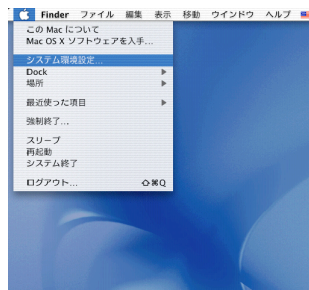 Finder ファイル 編集 表示 移動 ウインドウ ヘルプ
この Mac について
Mac OS X ソフトウェアを入手...
システム環境設定...
Dock
場所
最近使った項目
強制終了...
スリープ
再起動
システム終了
ログアウト... ⇧⌘Q